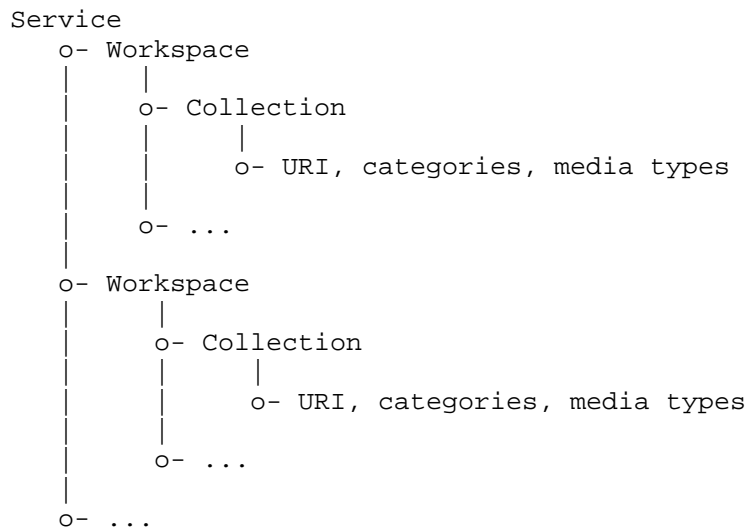 Service
o- Workspace
| |
| o- Collection
| | |
| | o- URI, categories, media types
| |
| o- ...
|
o- Workspace
| |
| o- Collection
| | |
| | o- URI, categories, media types
| |
| o- ...
|
o- ...